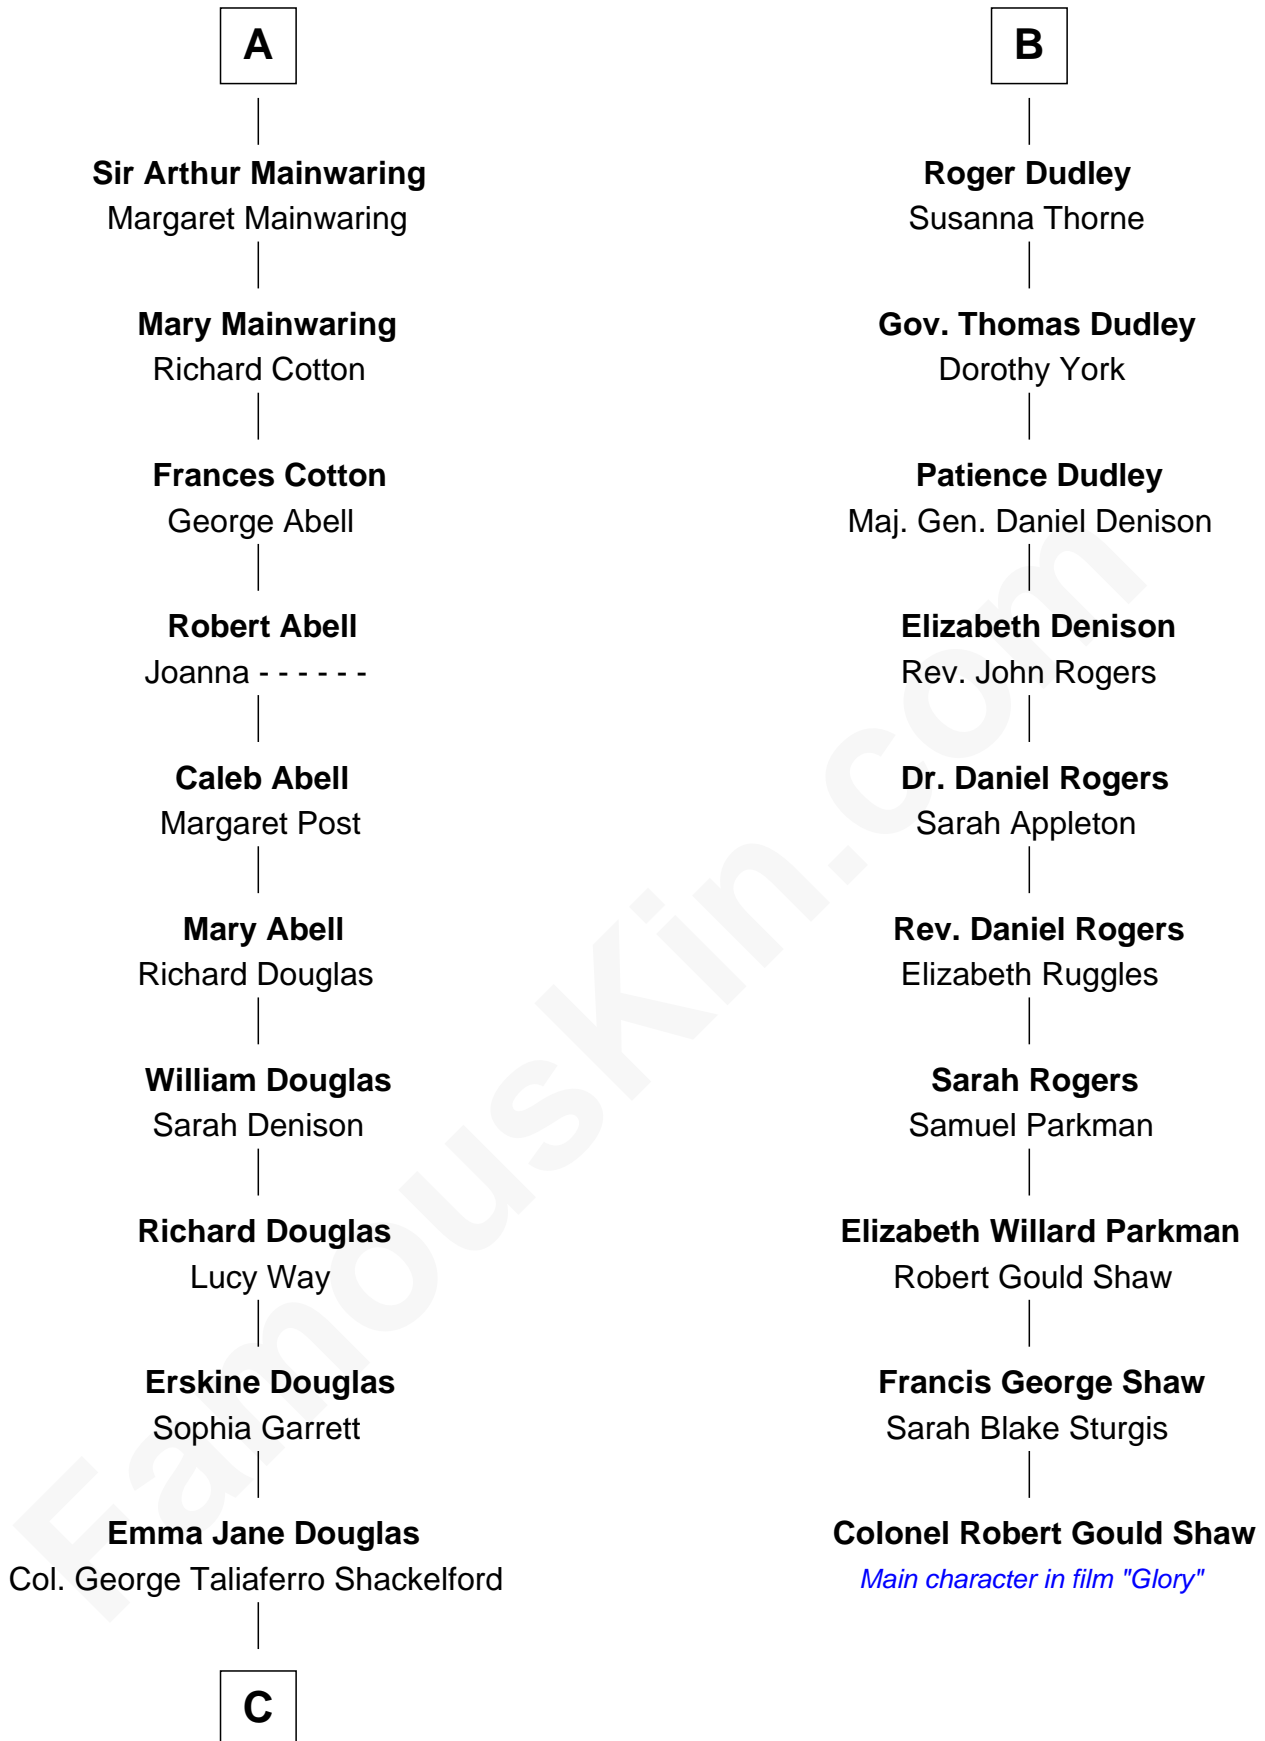 A
Sir Arthur Mainwaring
Margaret Mainwaring
Mary Mainwaring
Richard Cotton
Frances Cotton
George Abell
Robert Abell
Joanna - - - - - -
Caleb Abell
Margaret Post
Mary Abell
Richard Douglas
William Douglas
Sarah Denison
Richard Douglas
Lucy Way
Erskine Douglas
Sophia Garrett
Emma Jane Douglas
Col. George Taliaferro Shackelford
C
B
Roger Dudley
Susanna Thorne
Gov. Thomas Dudley
Dorothy York
Patience Dudley
Maj. Gen. Daniel Denison
Elizabeth Denison
Rev. John Rogers
Dr. Daniel Rogers
Sarah Appleton
Rev. Daniel Rogers
Elizabeth Ruggles
Sarah Rogers
Samuel Parkman
Elizabeth Willard Parkman
Robert Gould Shaw
Francis George Shaw
Sarah Blake Sturgis
Colonel Robert Gould Shaw
Main character in film "Glory"
FamousKin.com